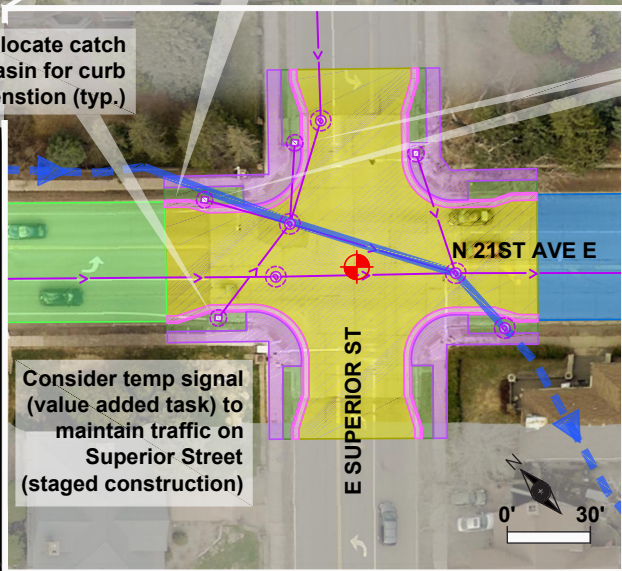 locate catch
asin for curb
enstion (typ.)
N 21ST AVE E
E SUPERIOR ST
Consider temp signal
(value added task) to
maintain traffic on
Superior Street
(staged construction)
N
0' 30'